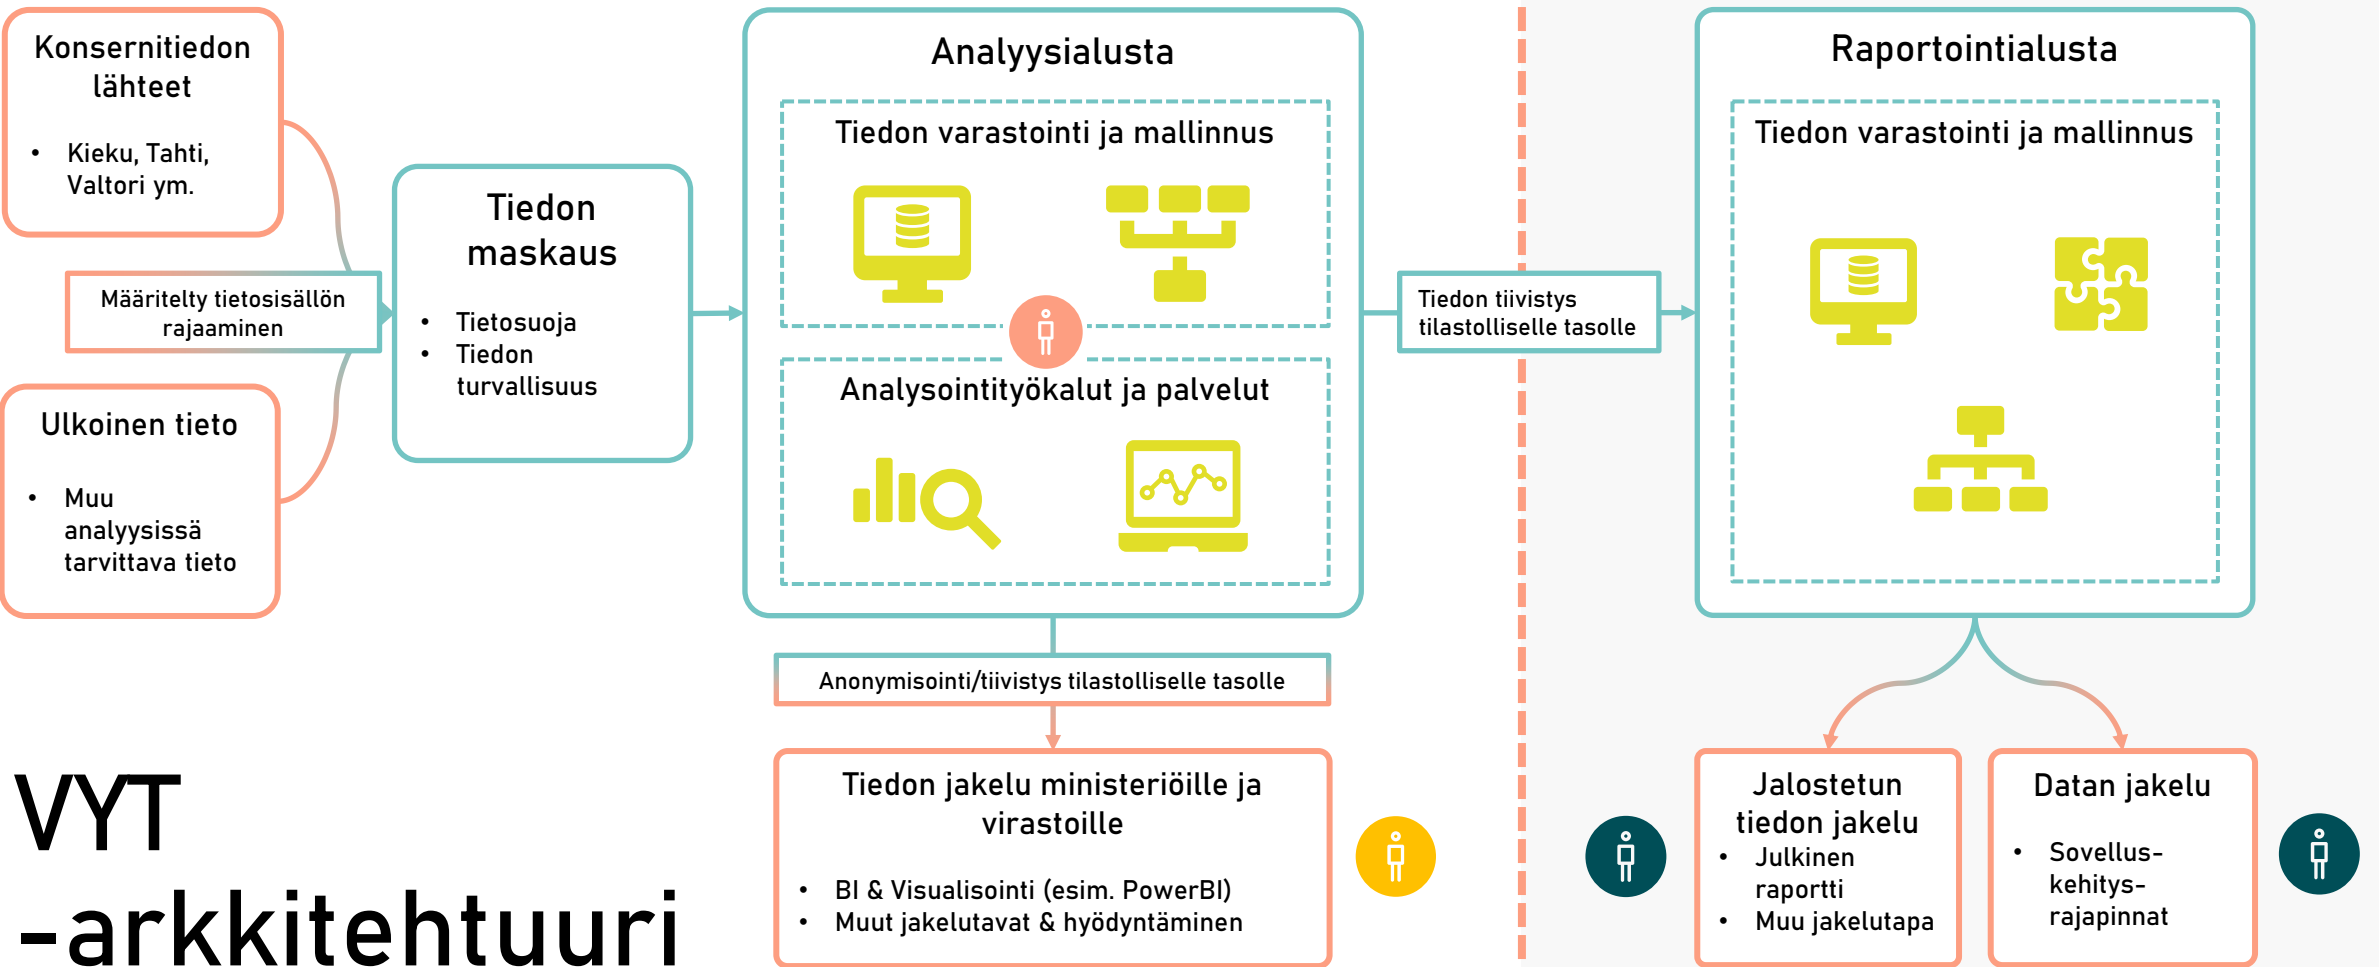 Konsernitiedon
lähteet
• Kieku, Tahti,
Valtori ym.
Määritelty tietosisällön
rajaaminen
Ulkoinen tieto
• Muu
analyysissä
tarvittava tieto
Tiedon
maskaus
• Tietosuoja
• Tiedon
turvallisuus
Analyysialusta
Tiedon varastointi ja mallinnus
Analysointityökalut ja palvelut
Anonymisointi/tiivistys tilastolliselle tasolle
Tiedon jakelu ministeriöille ja
virastoille
• BI & Visualisointi (esim. PowerBI)
• Muut jakelutavat & hyödyntäminen
Tiedon tiivistys
tilastolliselle tasolle
Raportointialusta
Tiedon varastointi ja mallinnus
Jalostetun
tiedon jakelu
• Julkinen
raportti
• Muu jakelutapa
Datan jakelu
• Sovellus-
kehitys-
rajapinnat
VYT
-arkkitehtuuri